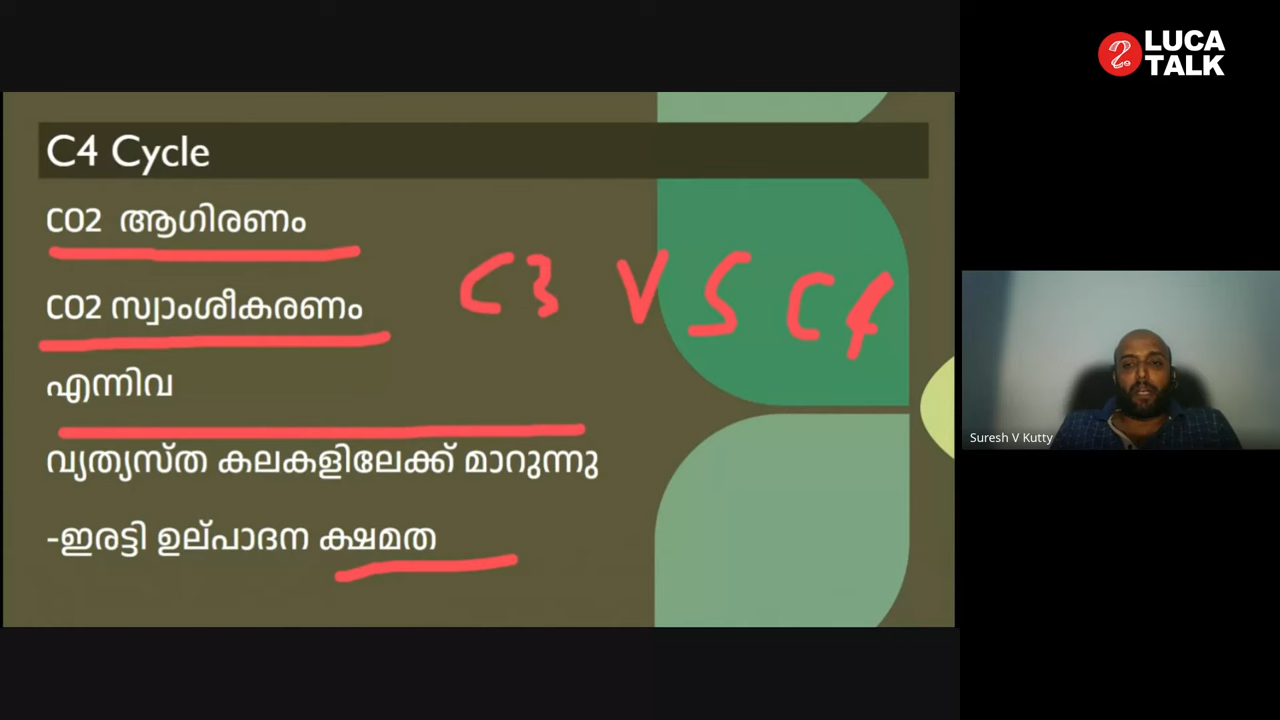 LUCA
TALK
C4 Cycle
CO2 ആഗിരണം
CO2 സ്വാംശീകരണം
C3 VS C4
എന്നിവ
വ്യത്യസ്ത കലകളിലേക്ക് മാറുന്നു
-ഇരട്ടി ഉല്പാദന ക്ഷമത
Suresh V Kutty